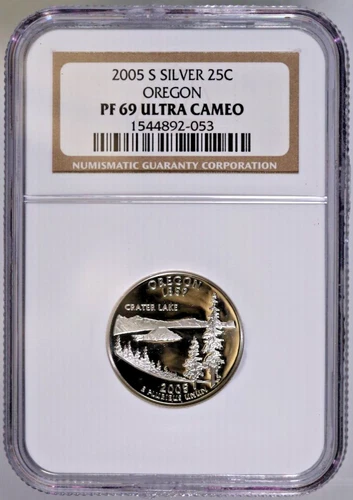 2005 S SILVER 25C
OREGON
PF 69 ULTRA CAMEO
1544892-053
NUMISMATIC GUARANTY CORPORATION
OREGON
1859
CRATER LAKE
2005
E PLURIBUS UNUM